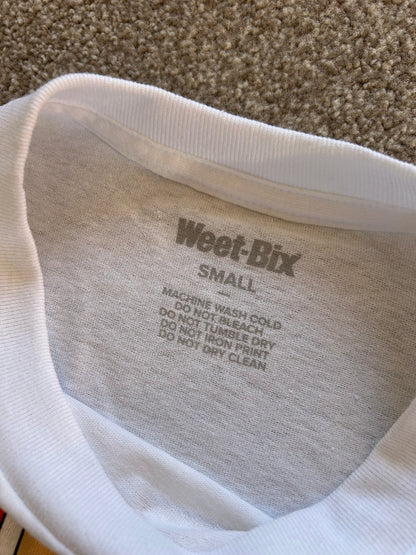 Weet-Bix
SMALL
—
MACHINE WASH COLD
DO NOT BLEACH
DO NOT TUMBLE DRY
DO NOT IRON PRINT
DO NOT DRY CLEAN